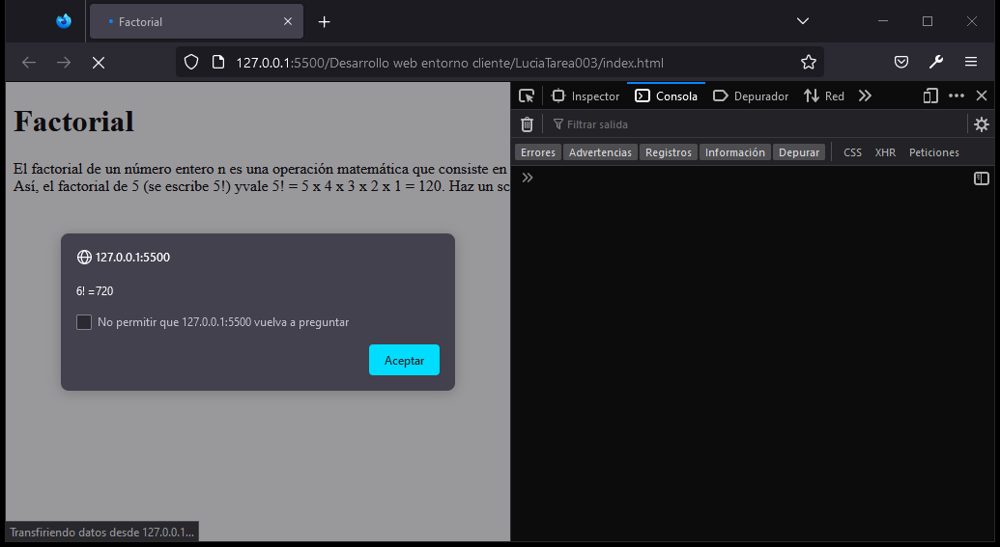 Factorial
127.0.0.1:5500/Desarrollo web entorno cliente/LuciaTarea003/index.html
Factorial
El factorial de un número entero n es una operación matemática que consiste en
Así, el factorial de 5 (se escribe 5!) yvale 5! = 5 x 4 x 3 x 2 x 1 = 120. Haz un sc
127.0.0.1:5500
6! =720
No permitir que 127.0.0.1:5500 vuelva a preguntar
Aceptar
Transfiriendo datos desde 127.0.0.1...
Inspector Consola Depurador Red
Filtrar salida
Errores Advertencias Registros Información Depurar CSS XHR Peticiones